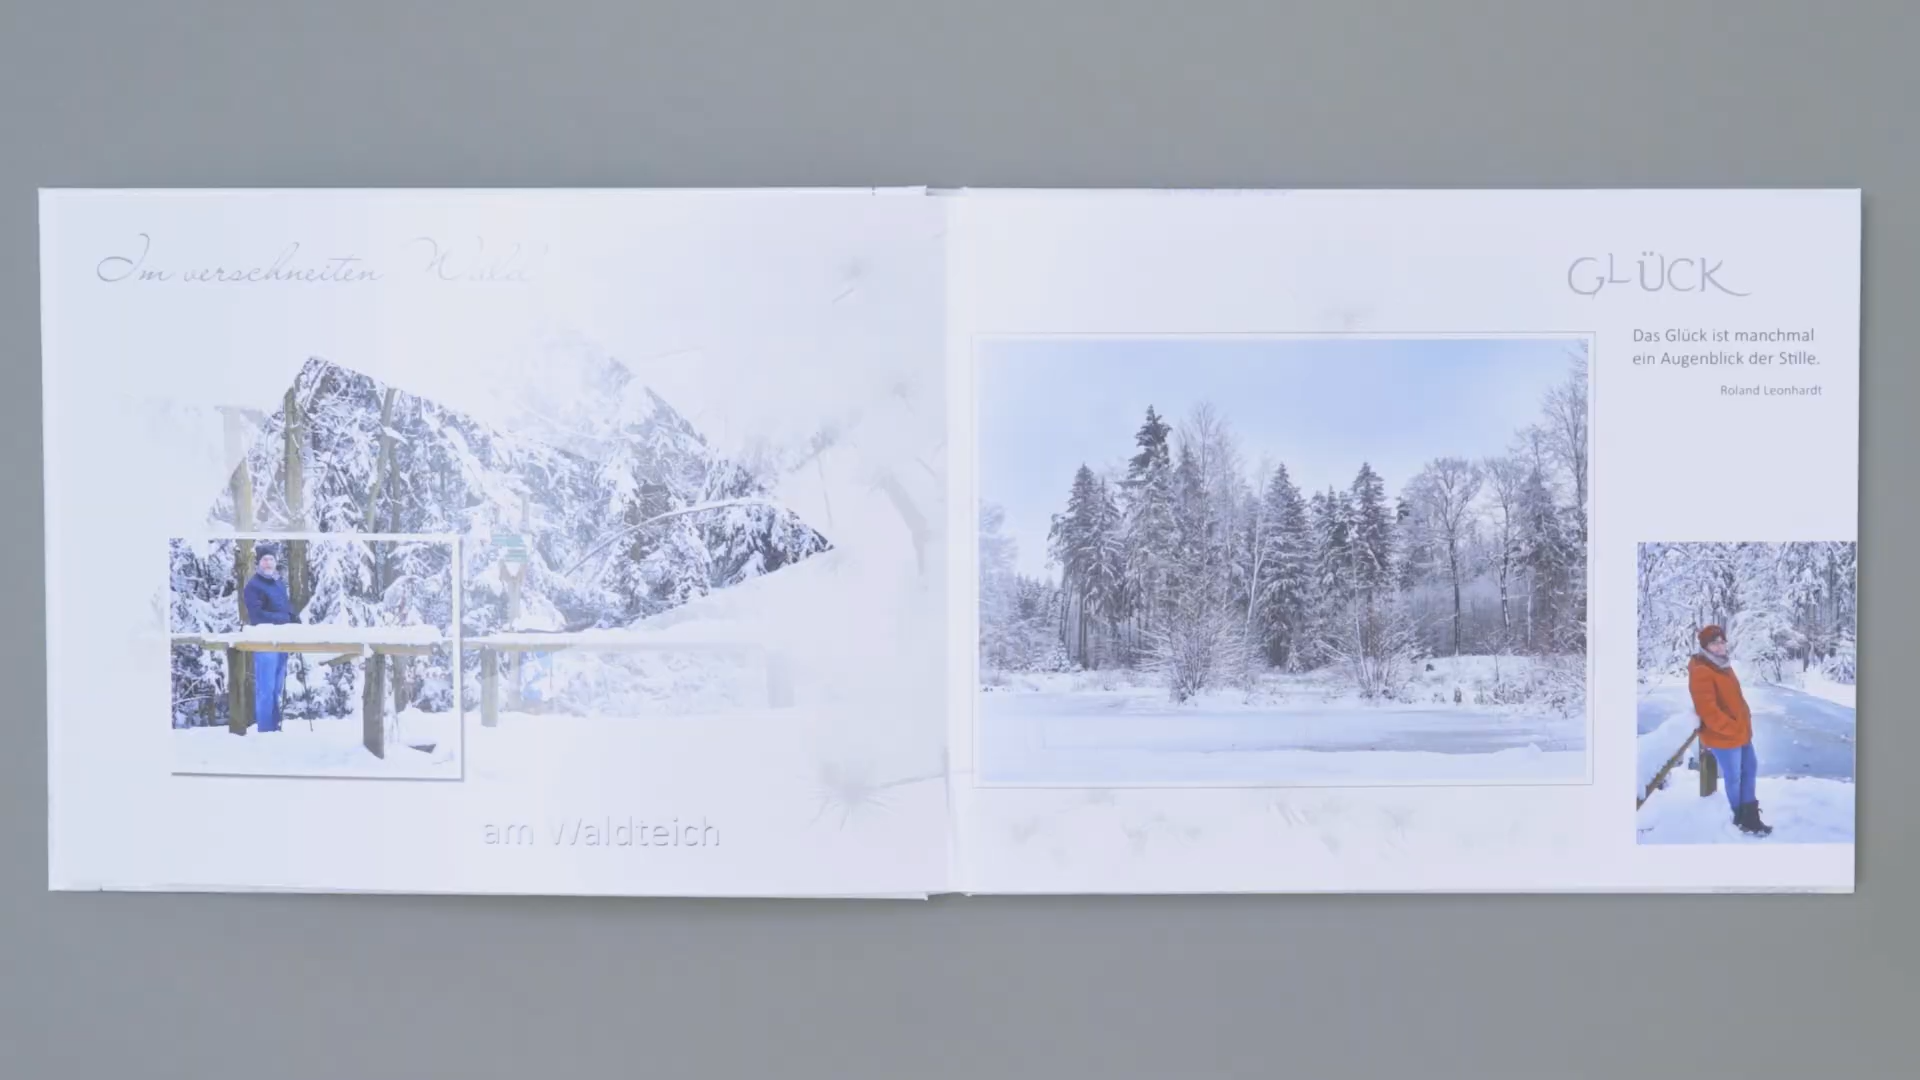 Im verschneiten Wald
am Waldteich
GLÜCK
Das Glück ist manchmal
ein Augenblick der Stille.
Roland Leonhardt